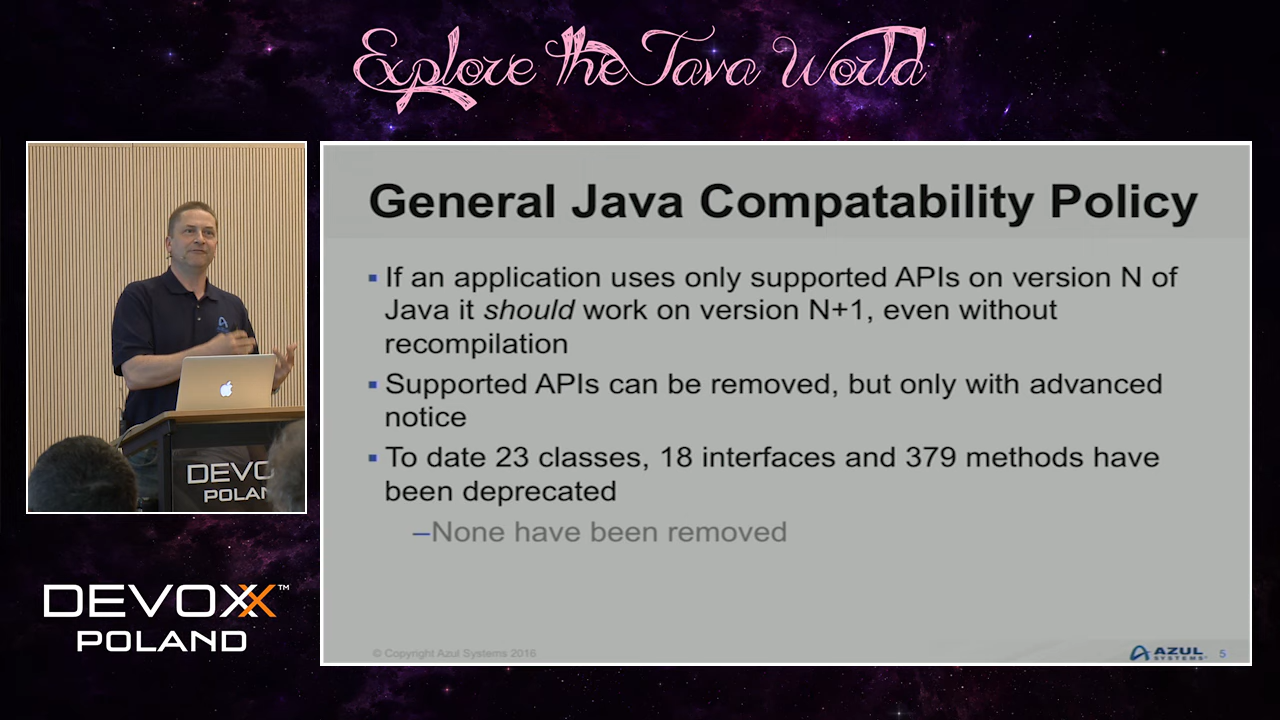 Explore the Java World
General Java Compatability Policy
If an application uses only supported APIs on version N of
Java it should work on version N+1, even without
recompilation
Supported APIs can be removed, but only with advanced
notice
To date 23 classes, 18 interfaces and 379 methods have
been deprecated
–None have been removed
© Copyright Azul Systems 2016
AZUL
SYSTEMS
5
DEVO
POLAN
DEVOXX™
POLAND